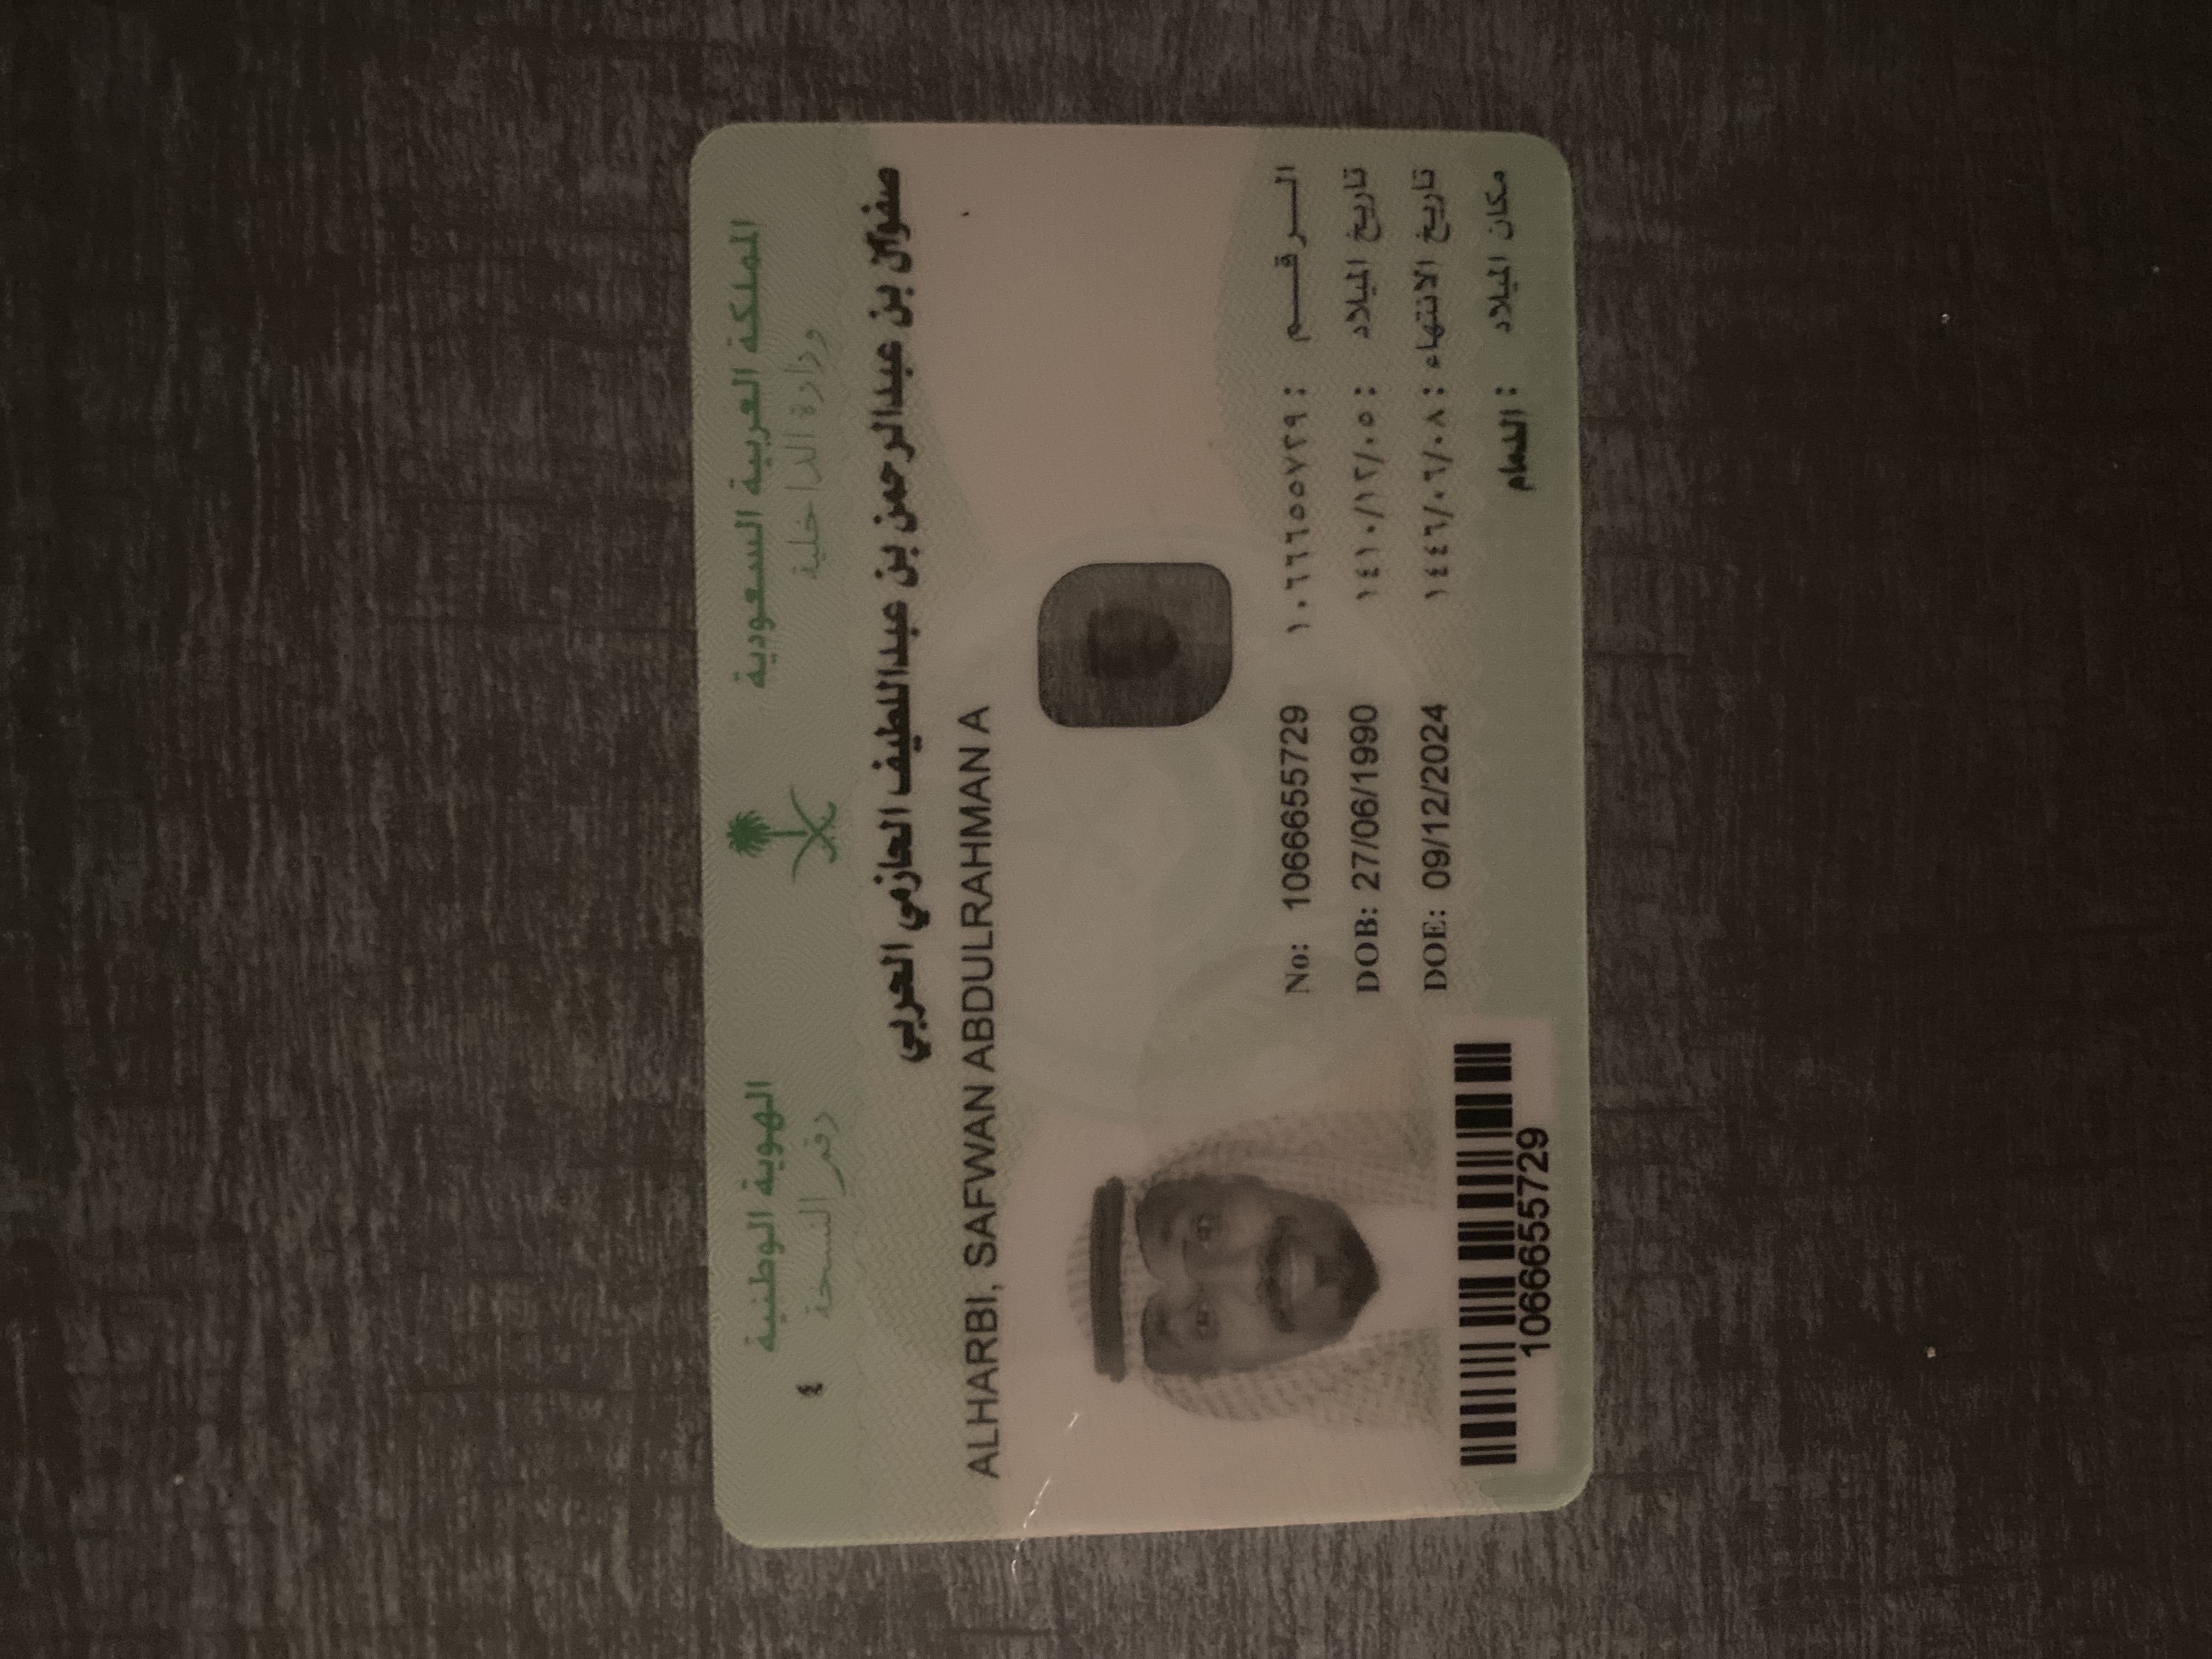 المملكة العربية السعودية
وزارة الداخلية
الهوية الوطنية
رقم النسخة ٤
صفوان بن عبدالرحمن بن عبداللطيف الحازمي الحربي
ALHARBI, SAFWAN ABDULRAHMAN A
الرقم : ١٠٦٦٦٥٥٧٢٩
No: 1066655729
تاريخ الميلاد : ١٤١٠/١٢/٠٥
DOB: 27/06/1990
تاريخ الانتهاء : ١٤٤٦/٠٦/٠٨
DOE: 09/12/2024
مكان الميلاد : الدمام
1066655729